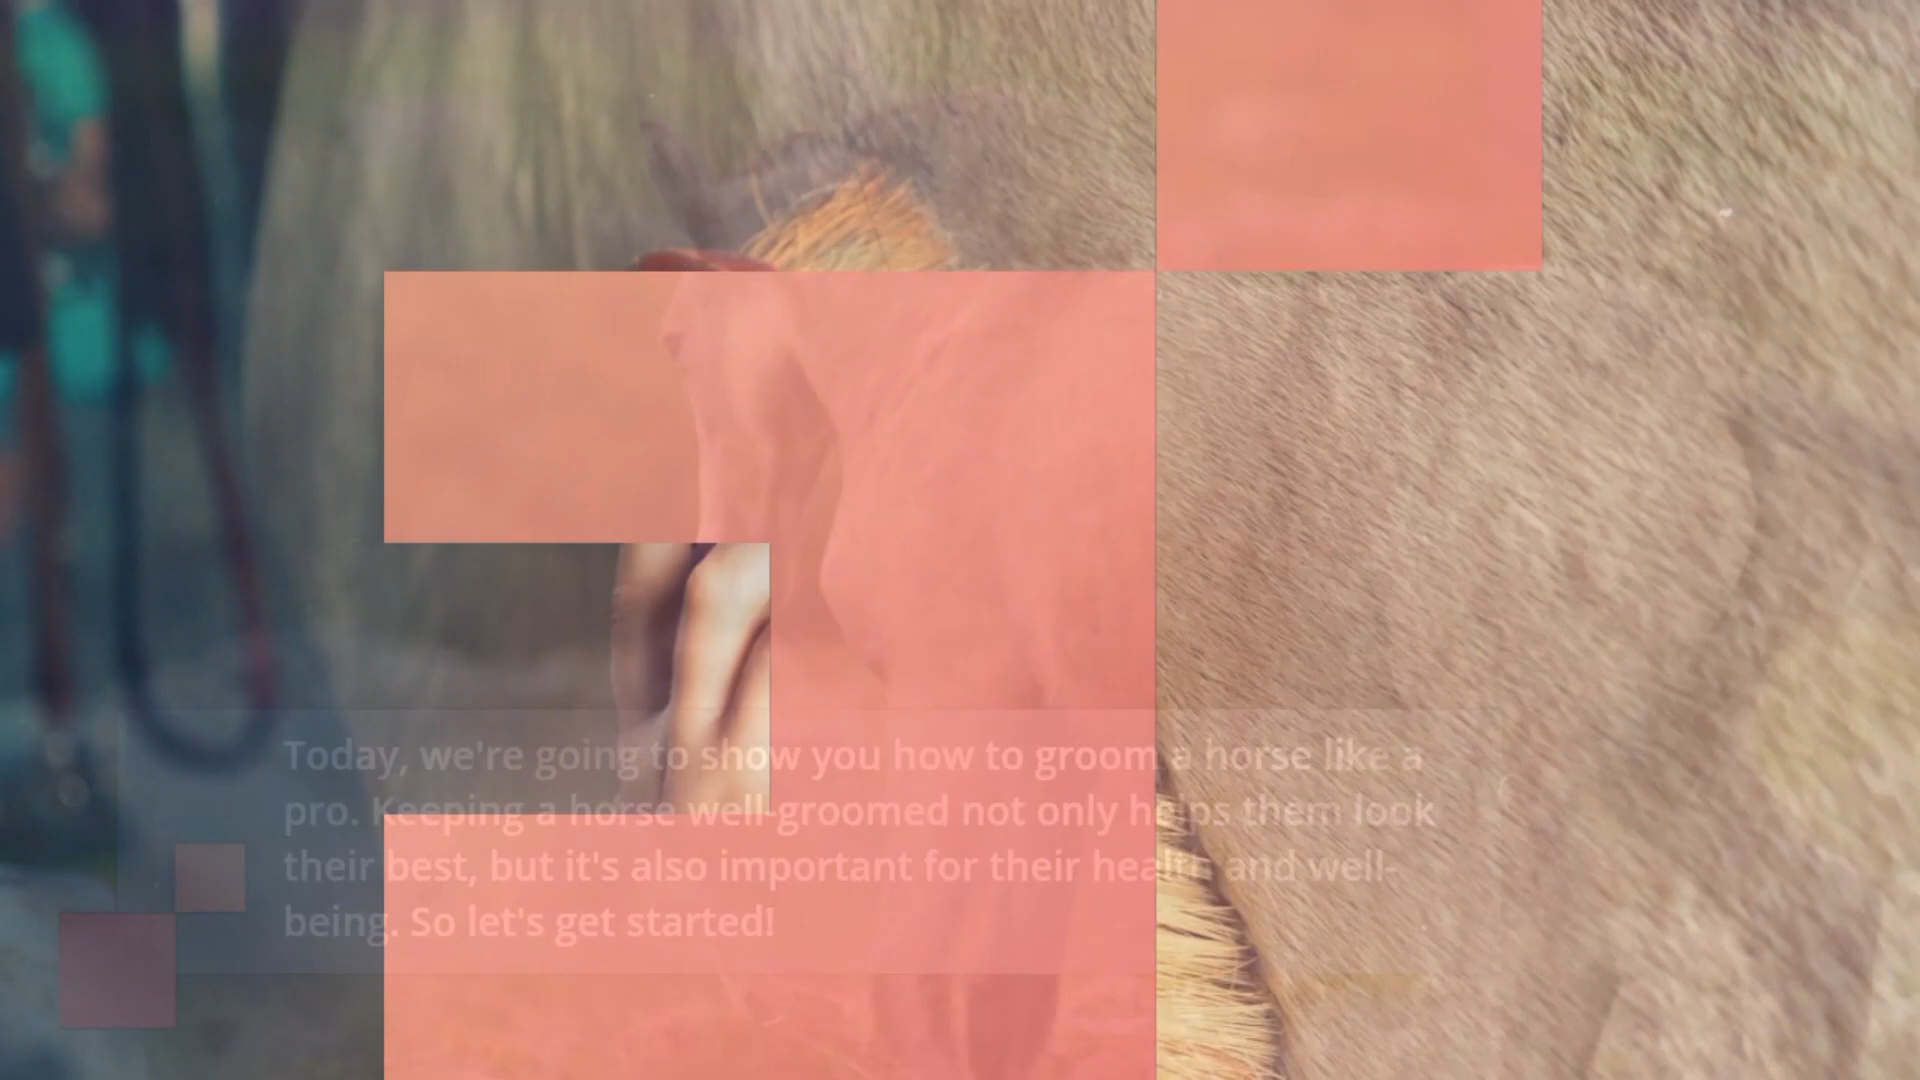 Today, we're going to show you how to groom a horse like a
pro. Keeping a horse well-groomed not only helps them look
their best, but it's also important for their health and well-
being. So let's get started!